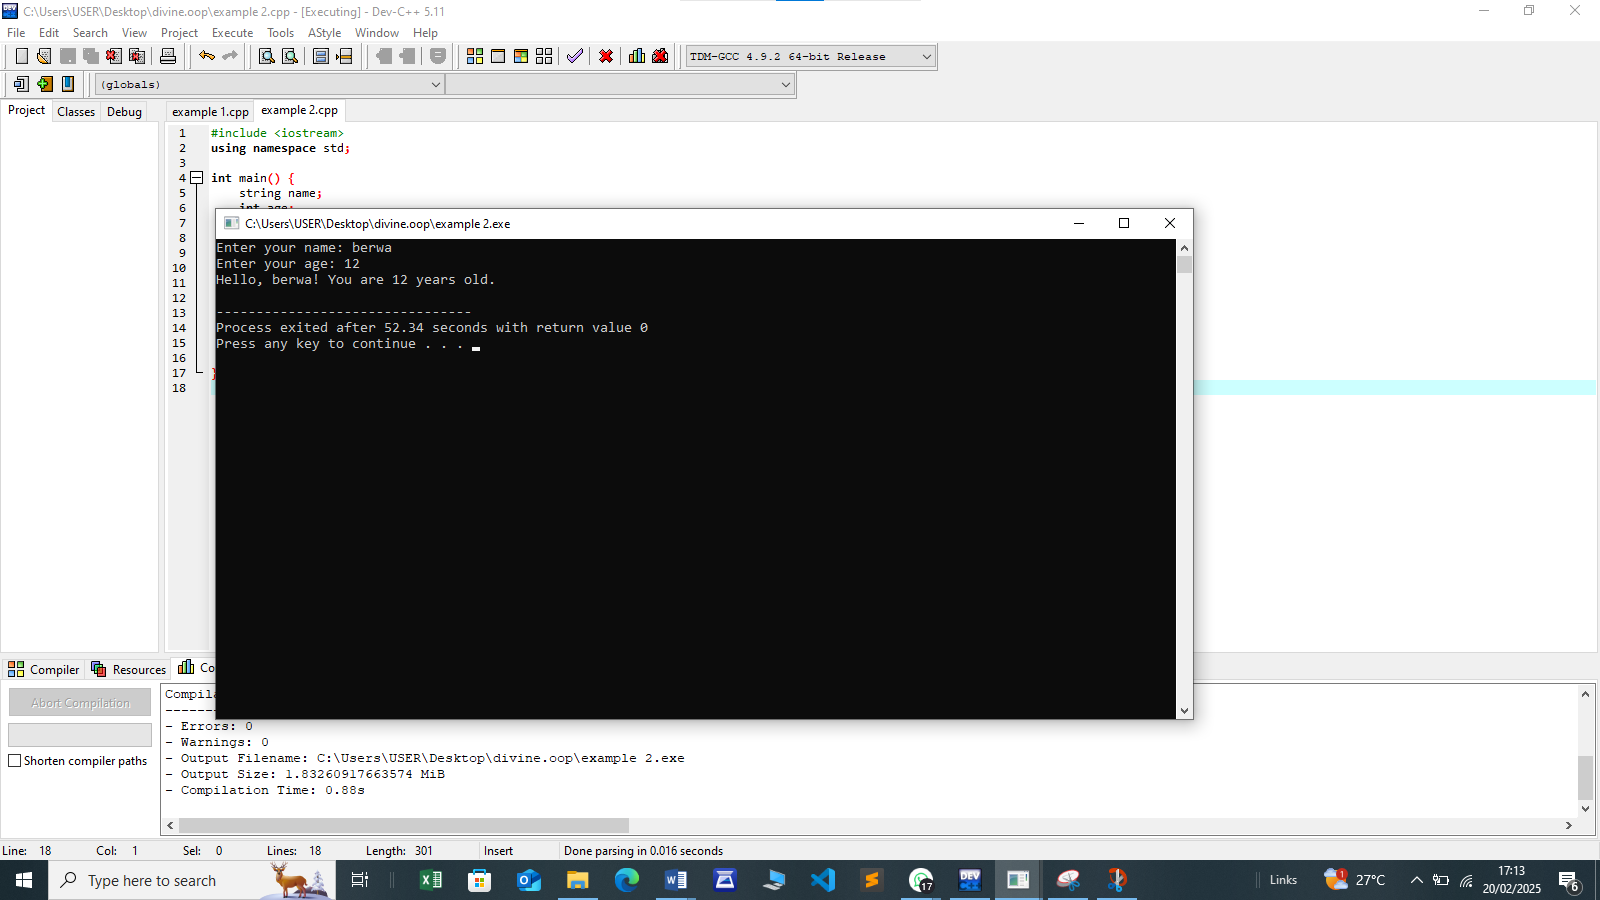 C:\Users\USER\Desktop\divine.oop\example 2.cpp - [Executing] - Dev-C++ 5.11
File Edit Search View Project Execute Tools AStyle Window Help
TDM-GCC 4.9.2 64-bit Release
(globals)
Project Classes Debug example 1.cpp example 2.cpp
1 #include <iostream>
2 using namespace std;
3
4 int main() {
5 string name;
6 int age;
7
8
9
10
11
12
13
14
15
16
17 }
18
C:\Users\USER\Desktop\divine.oop\example 2.exe
Enter your name: berwa
Enter your age: 12
Hello, berwa! You are 12 years old.
--------------------------------
Process exited after 52.34 seconds with return value 0
Press any key to continue . . .
Compiler Resources Co
Abort Compilation
Shorten compiler paths
Compila
-------
- Errors: 0
- Warnings: 0
- Output Filename: C:\Users\USER\Desktop\divine.oop\example 2.exe
- Output Size: 1.83260917663574 MiB
- Compilation Time: 0.88s
Line: 18 Col: 1 Sel: 0 Lines: 18 Length: 301 Insert Done parsing in 0.016 seconds
Type here to search
17
DEV
Links
1
27°C
17:13
20/02/2025
6